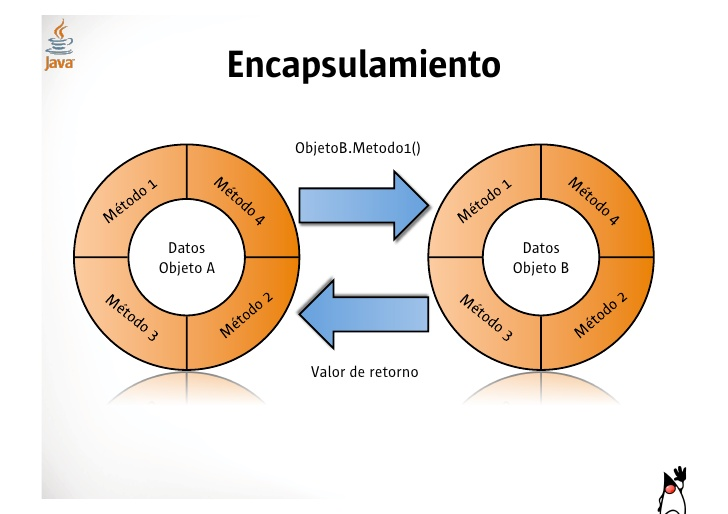 Java
Encapsulamiento
ObjetoB.Metodo1()
Método 1
Método 4
Datos
Objeto A
Método 3
Método 2
Método 1
Método 4
Datos
Objeto B
Método 3
Método 2
Valor de retorno